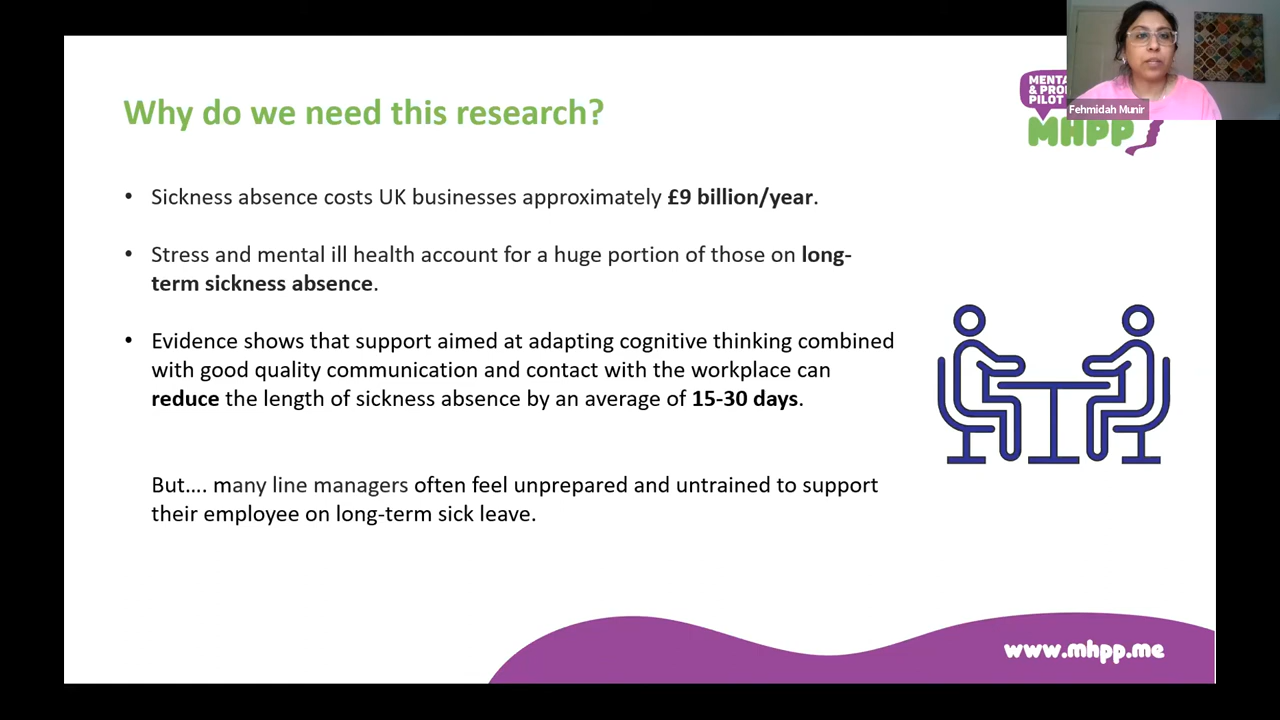 Why do we need this research?
• Sickness absence costs UK businesses approximately £9 billion/year.
• Stress and mental ill health account for a huge portion of those on long-
term sickness absence.
• Evidence shows that support aimed at adapting cognitive thinking combined
with good quality communication and contact with the workplace can
reduce the length of sickness absence by an average of 15-30 days.
But.... many line managers often feel unprepared and untrained to support
their employee on long-term sick leave.
PILOT
MHPP
Fehmidah Munir
www.mhpp.me